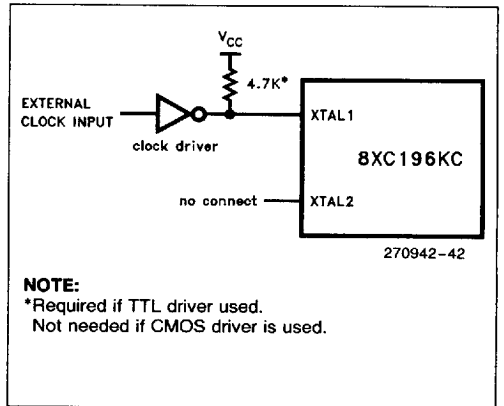 VCC
4.7K*
EXTERNAL
CLOCK INPUT
clock driver
XTAL1
8XC196KC
no connect
XTAL2
270942-42
NOTE:
*Required if TTL driver used.
Not needed if CMOS driver is used.